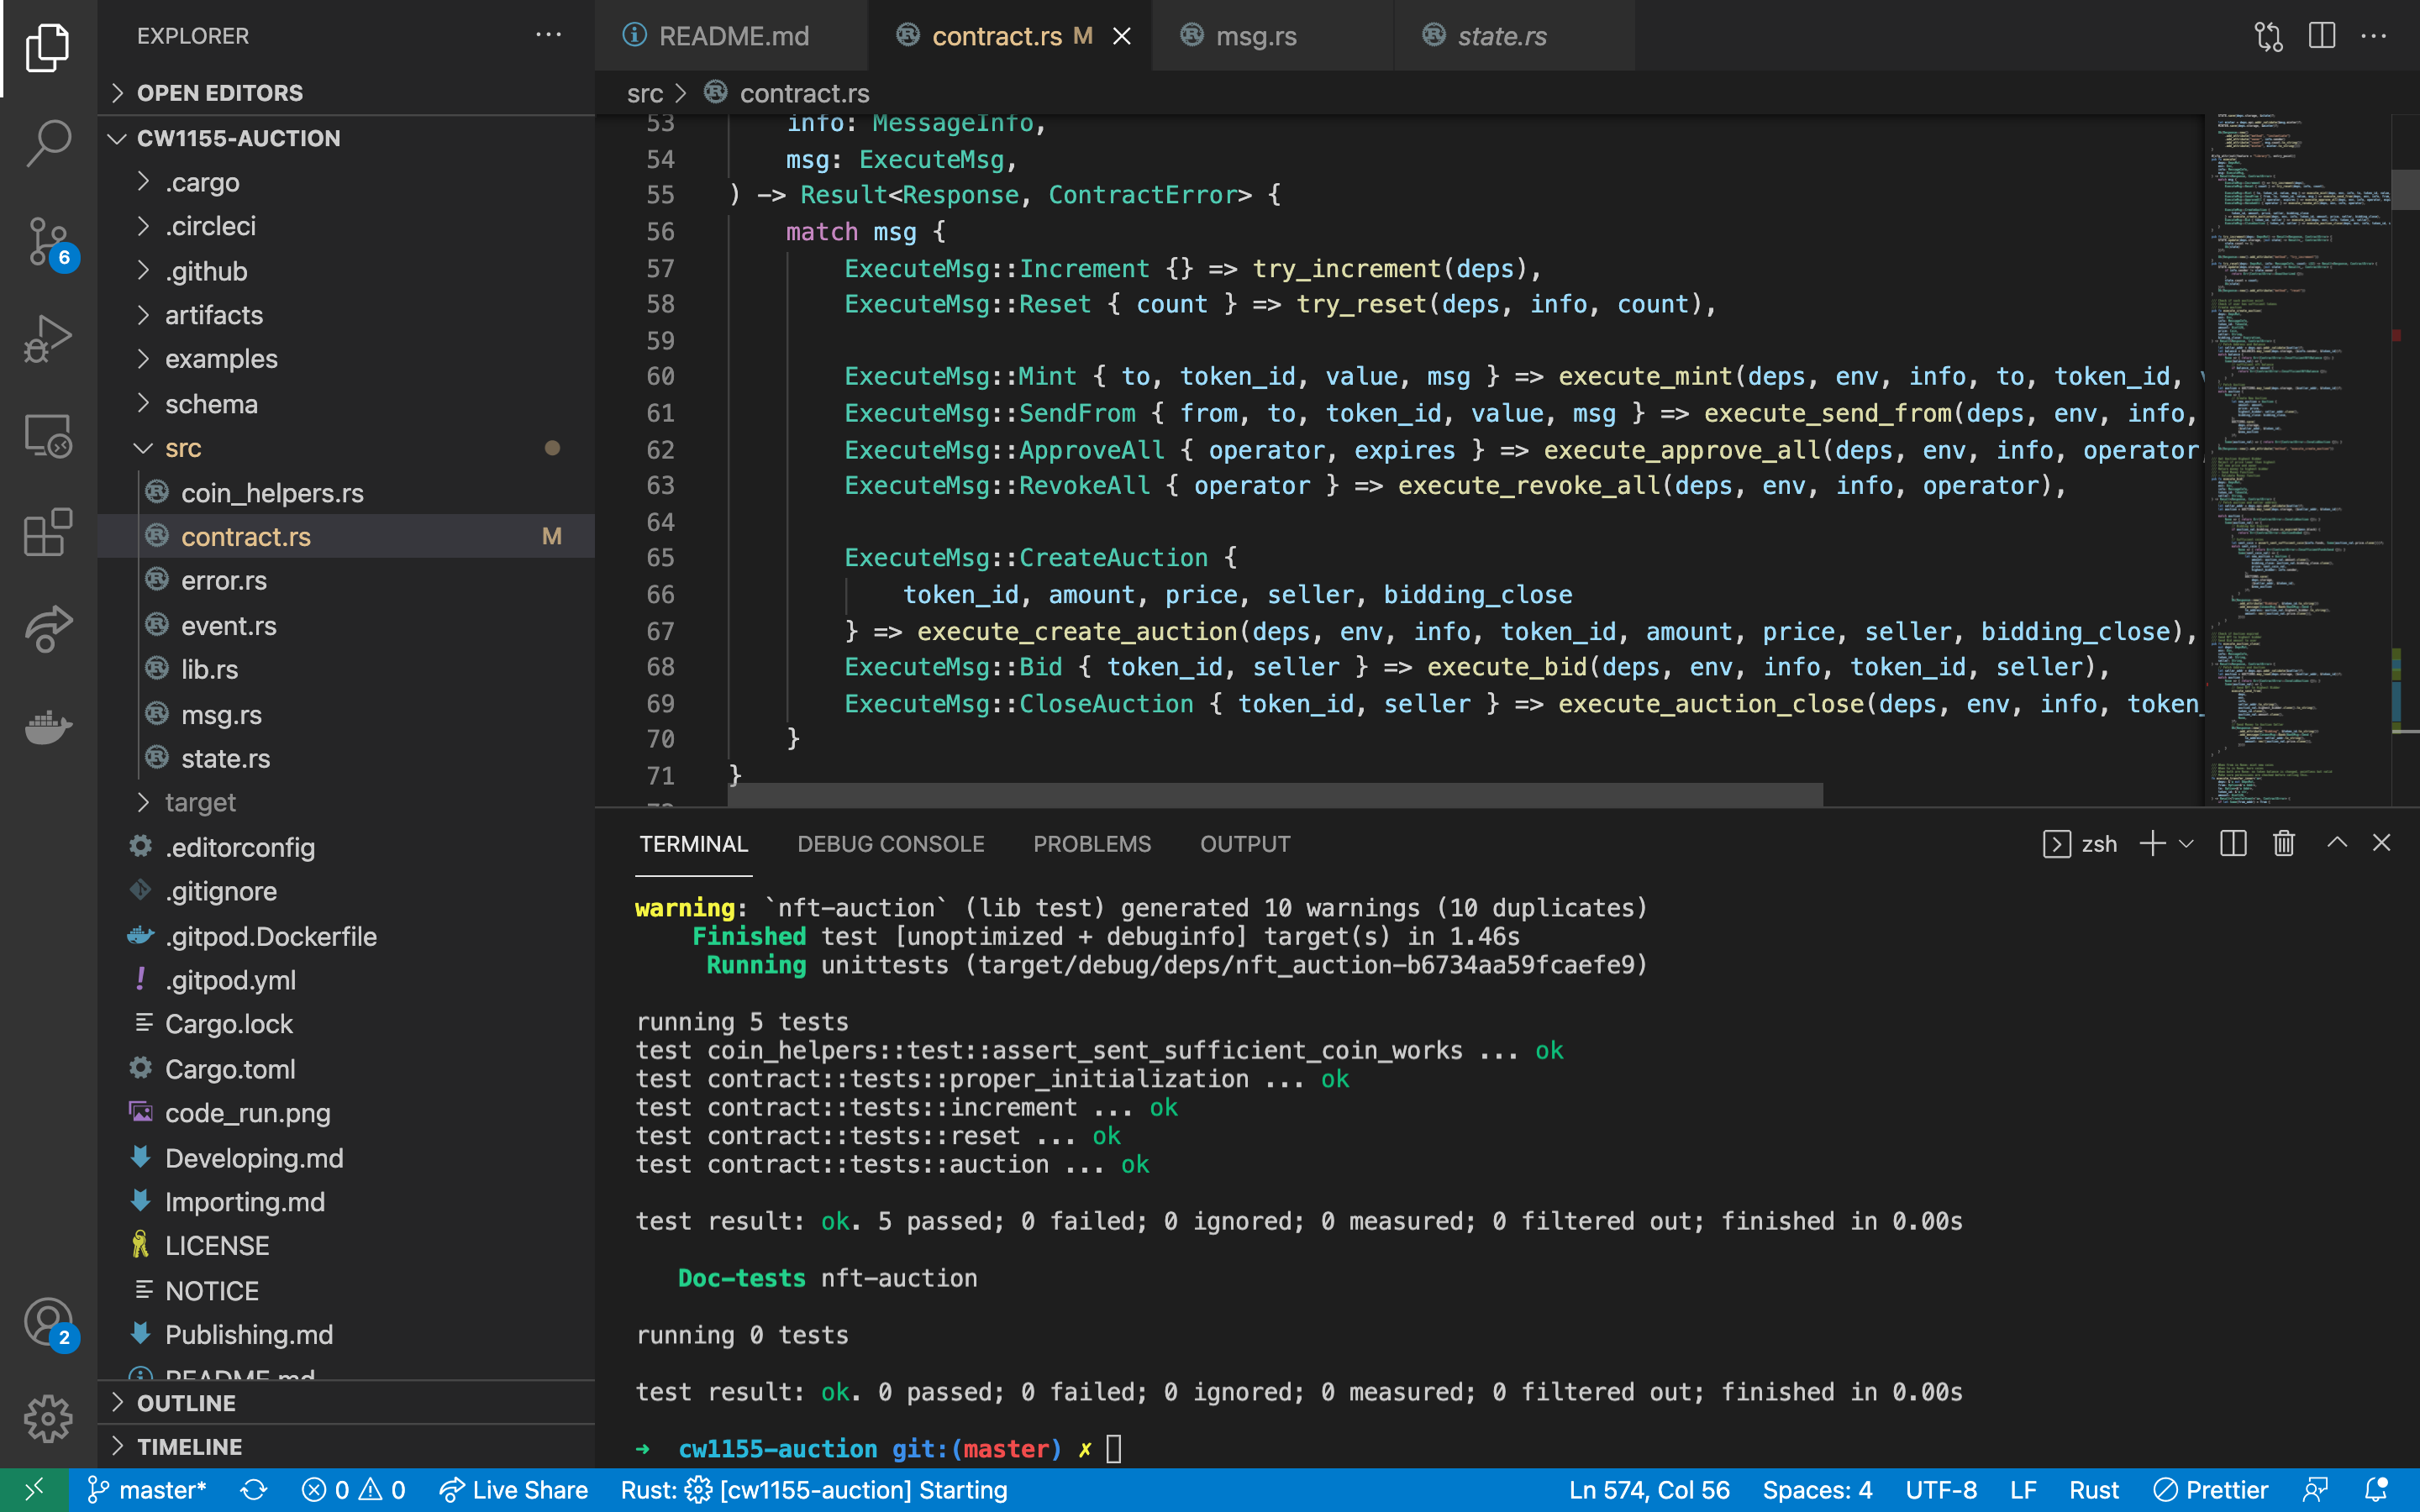 EXPLORER
OPEN EDITORS
CW1155-AUCTION
.cargo
.circleci
.github
artifacts
examples
schema
src
coin_helpers.rs
contract.rs M
error.rs
event.rs
lib.rs
msg.rs
state.rs
target
.editorconfig
.gitignore
.gitpod.Dockerfile
.gitpod.yml
Cargo.lock
Cargo.toml
code_run.png
Developing.md
Importing.md
LICENSE
NOTICE
Publishing.md
README.md
OUTLINE
TIMELINE
6
2
README.md contract.rs M msg.rs state.rs
src > contract.rs
53 info: MessageInfo,
54 msg: ExecuteMsg,
55 ) -> Result<Response, ContractError> {
56 match msg {
57 ExecuteMsg::Increment {} => try_increment(deps),
58 ExecuteMsg::Reset { count } => try_reset(deps, info, count),
59
60 ExecuteMsg::Mint { to, token_id, value, msg } => execute_mint(deps, env, info, to, token_id,
61 ExecuteMsg::SendFrom { from, to, token_id, value, msg } => execute_send_from(deps, env, info,
62 ExecuteMsg::ApproveAll { operator, expires } => execute_approve_all(deps, env, info, operator,
63 ExecuteMsg::RevokeAll { operator } => execute_revoke_all(deps, env, info, operator),
64
65 ExecuteMsg::CreateAuction {
66 token_id, amount, price, seller, bidding_close
67 } => execute_create_auction(deps, env, info, token_id, amount, price, seller, bidding_close),
68 ExecuteMsg::Bid { token_id, seller } => execute_bid(deps, env, info, token_id, seller),
69 ExecuteMsg::CloseAuction { token_id, seller } => execute_auction_close(deps, env, info, token_
70 }
71 }
TERMINAL DEBUG CONSOLE PROBLEMS OUTPUT zsh
warning: `nft-auction` (lib test) generated 10 warnings (10 duplicates)
Finished test [unoptimized + debuginfo] target(s) in 1.46s
Running unittests (target/debug/deps/nft_auction-b6734aa59fcaefe9)
running 5 tests
test coin_helpers::test::assert_sent_sufficient_coin_works ... ok
test contract::tests::proper_initialization ... ok
test contract::tests::increment ... ok
test contract::tests::reset ... ok
test contract::tests::auction ... ok
test result: ok. 5 passed; 0 failed; 0 ignored; 0 measured; 0 filtered out; finished in 0.00s
Doc-tests nft-auction
running 0 tests
test result: ok. 0 passed; 0 failed; 0 ignored; 0 measured; 0 filtered out; finished in 0.00s
→ cw1155-auction git:(master) ✗
master* 0 0 Live Share Rust: [cw1155-auction] Starting Ln 574, Col 56 Spaces: 4 UTF-8 LF Rust Prettier